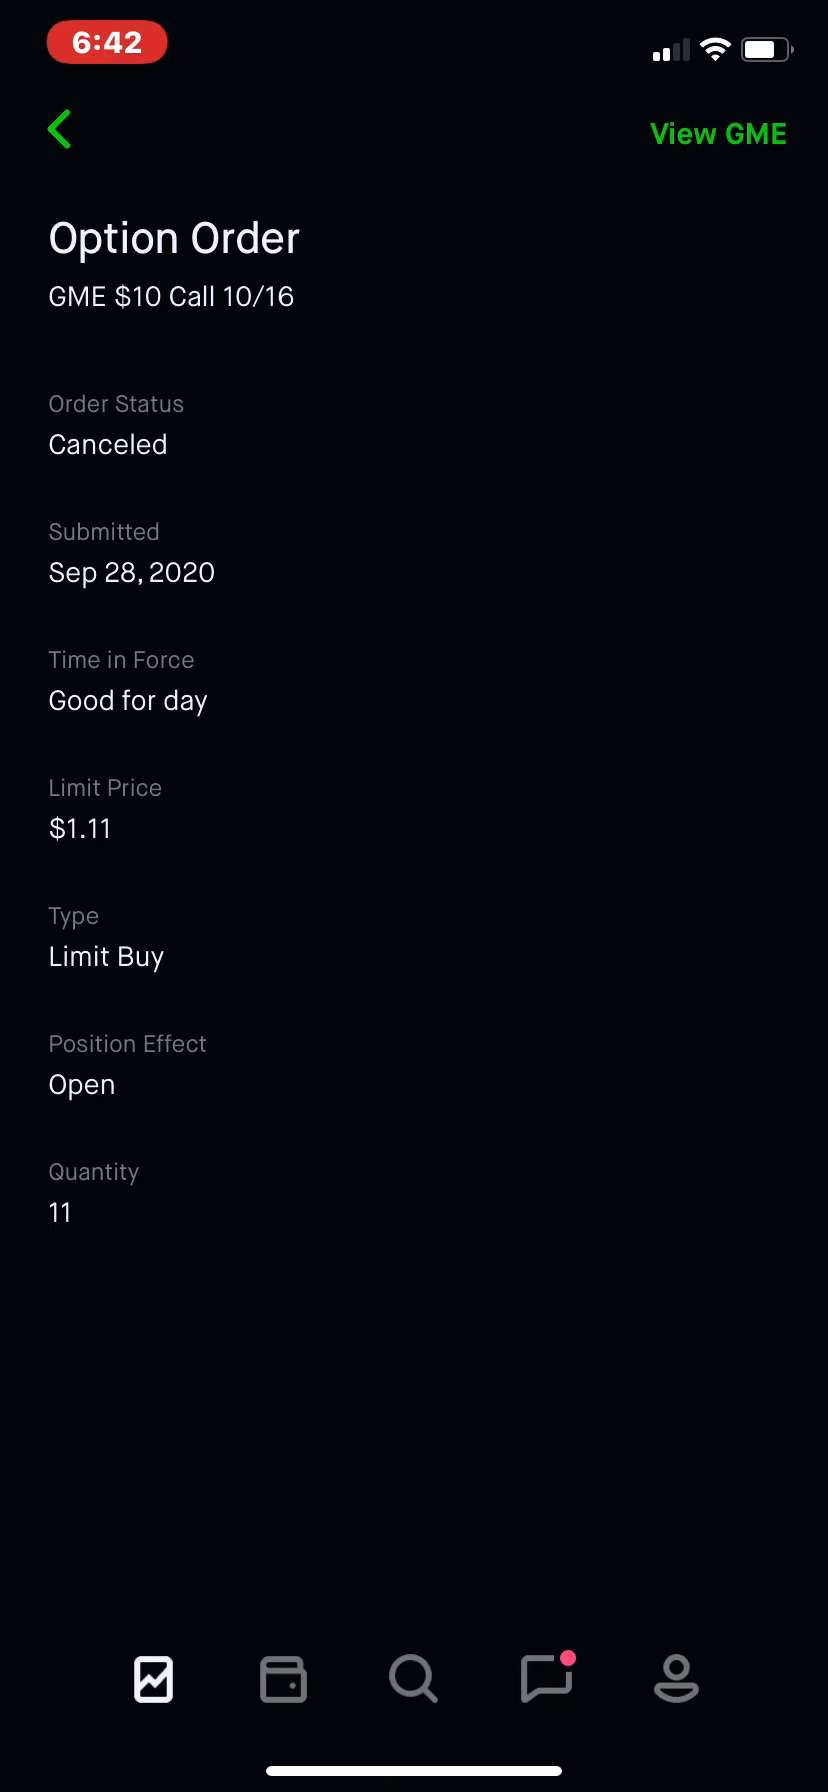 6:42
View GME
Option Order
GME $10 Call 10/16
Order Status
Canceled
Submitted
Sep 28, 2020
Time in Force
Good for day
Limit Price
$1.11
Type
Limit Buy
Position Effect
Open
Quantity
11